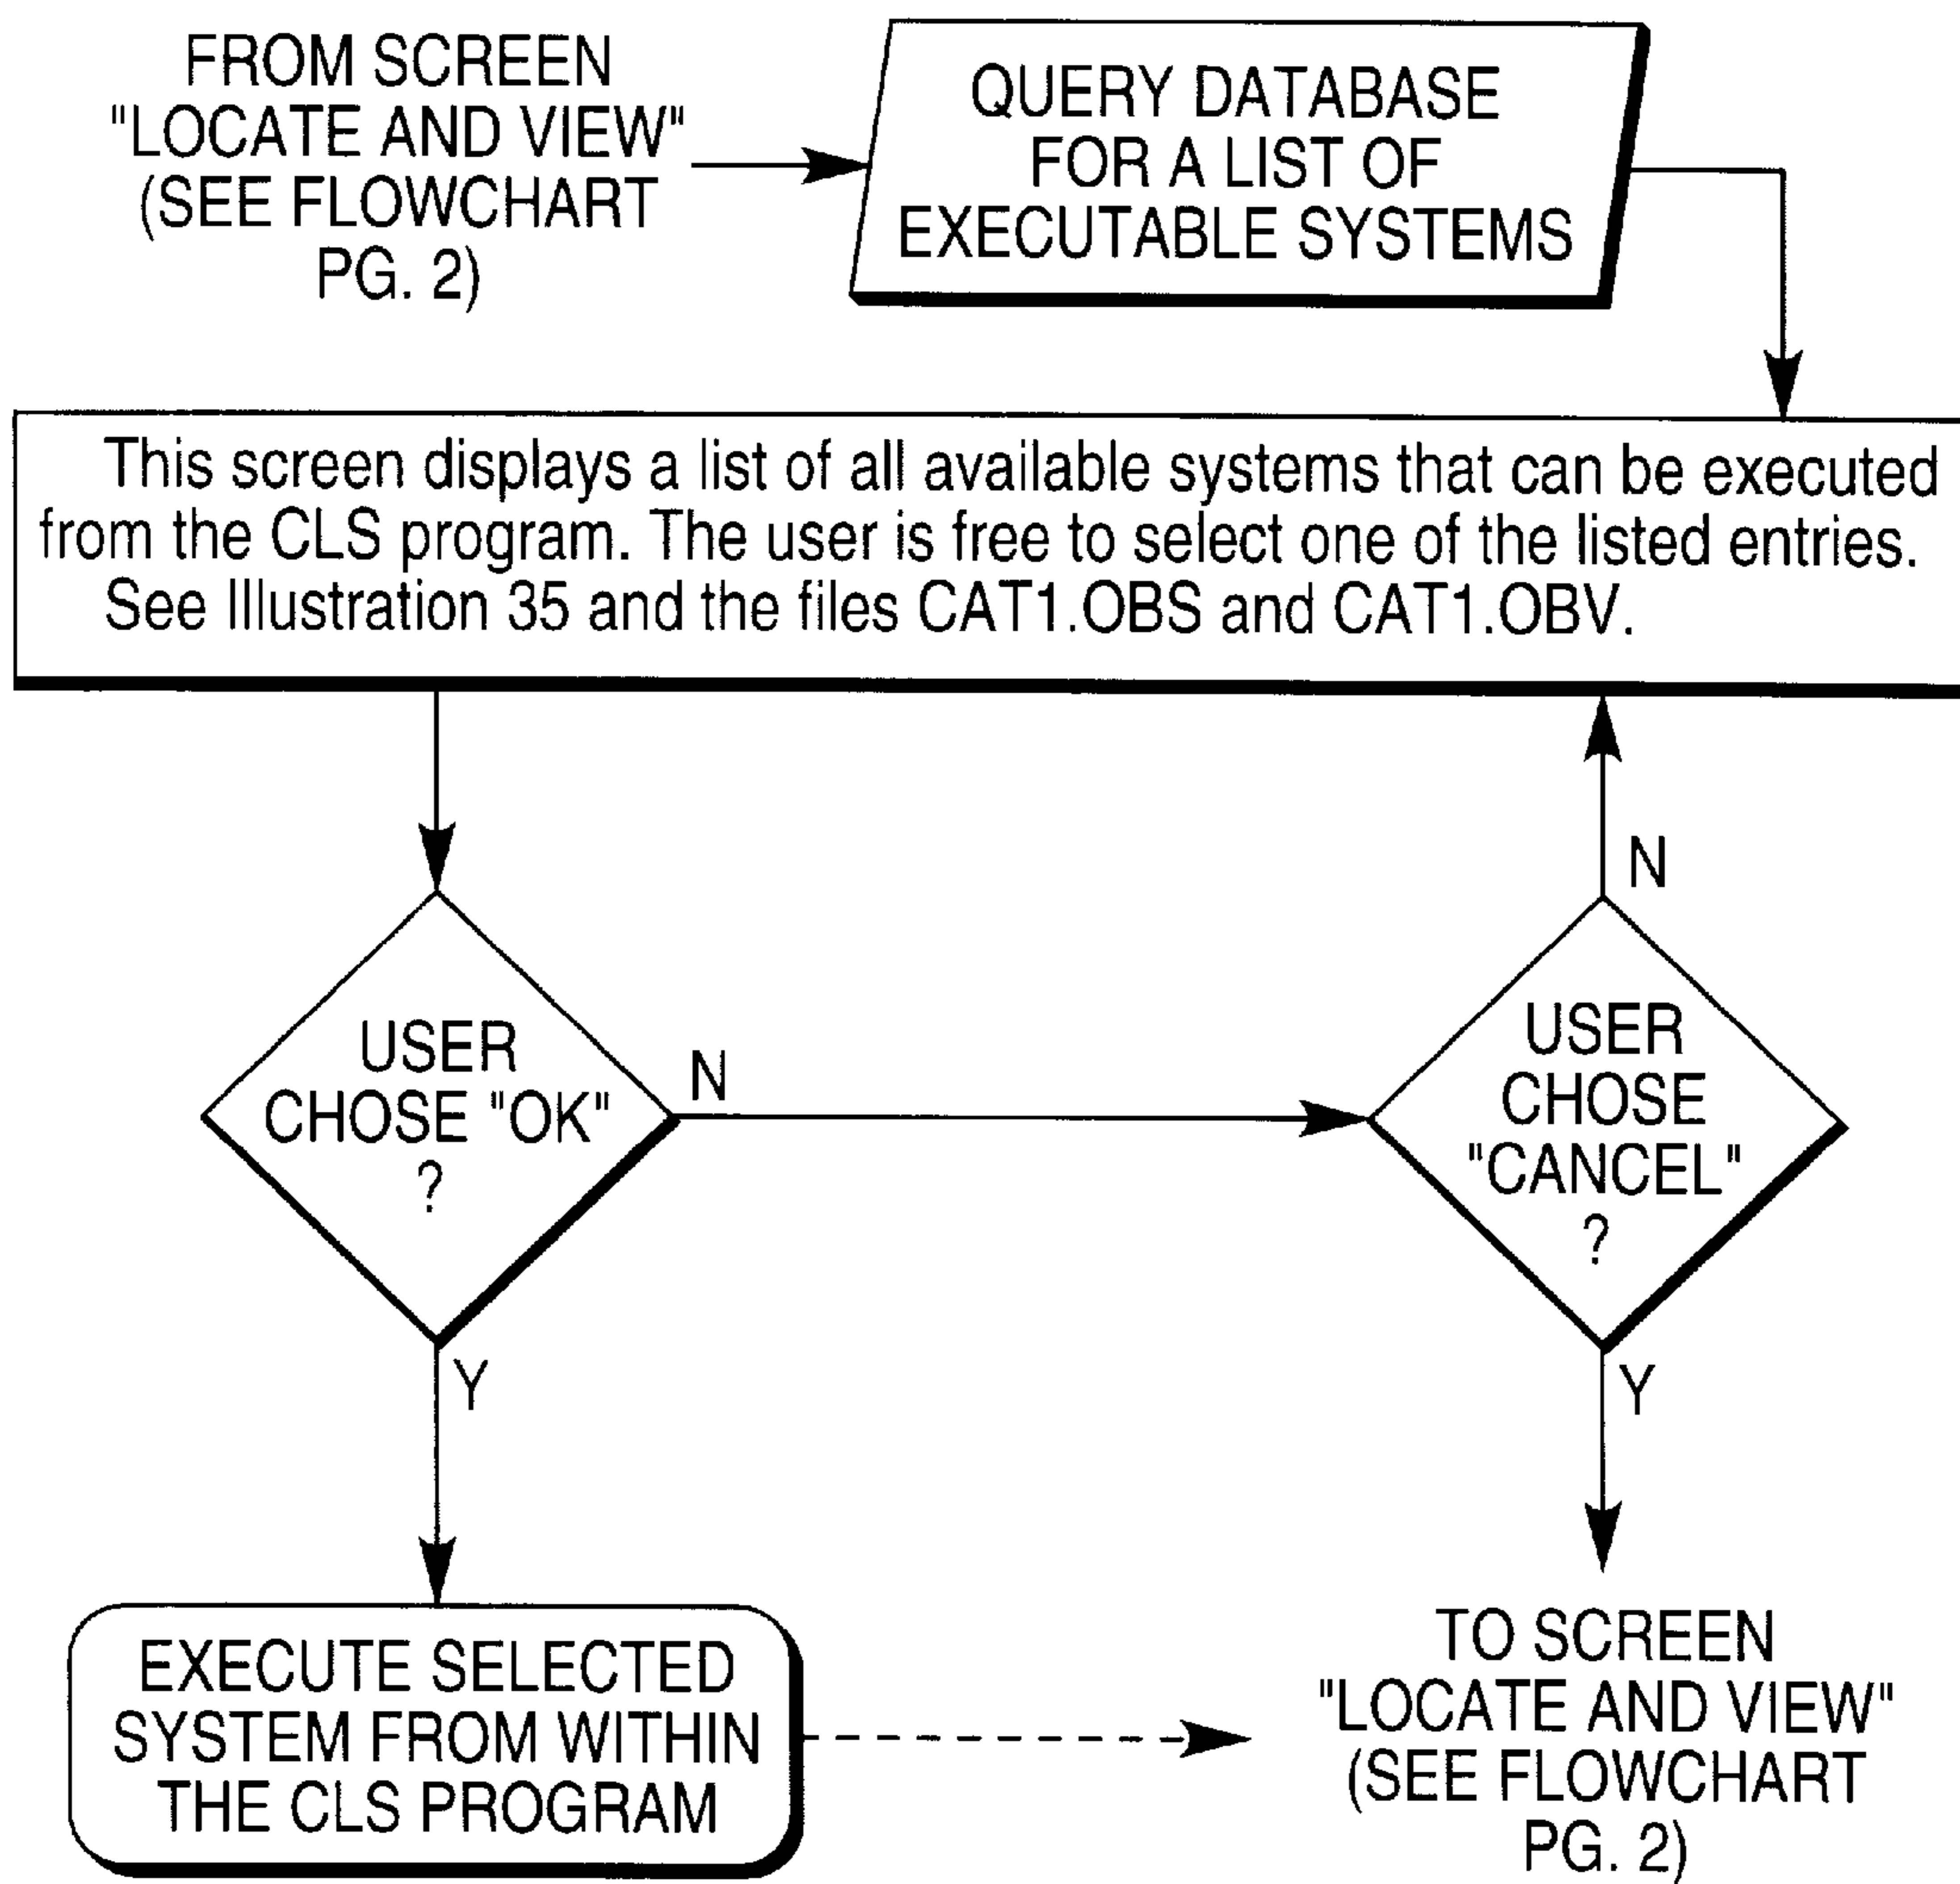 FROM SCREEN
"LOCATE AND VIEW"
(SEE FLOWCHART
PG. 2)
QUERY DATABASE
FOR A LIST OF
EXECUTABLE SYSTEMS
This screen displays a list of all available systems that can be executed
from the CLS program. The user is free to select one of the listed entries.
See Illustration 35 and the files CAT1.OBS and CAT1.OBV.
USER
CHOSE "OK"
?
N
Y
USER
CHOSE
"CANCEL"
?
N
Y
EXECUTE SELECTED
SYSTEM FROM WITHIN
THE CLS PROGRAM
TO SCREEN
"LOCATE AND VIEW"
(SEE FLOWCHART
PG. 2)